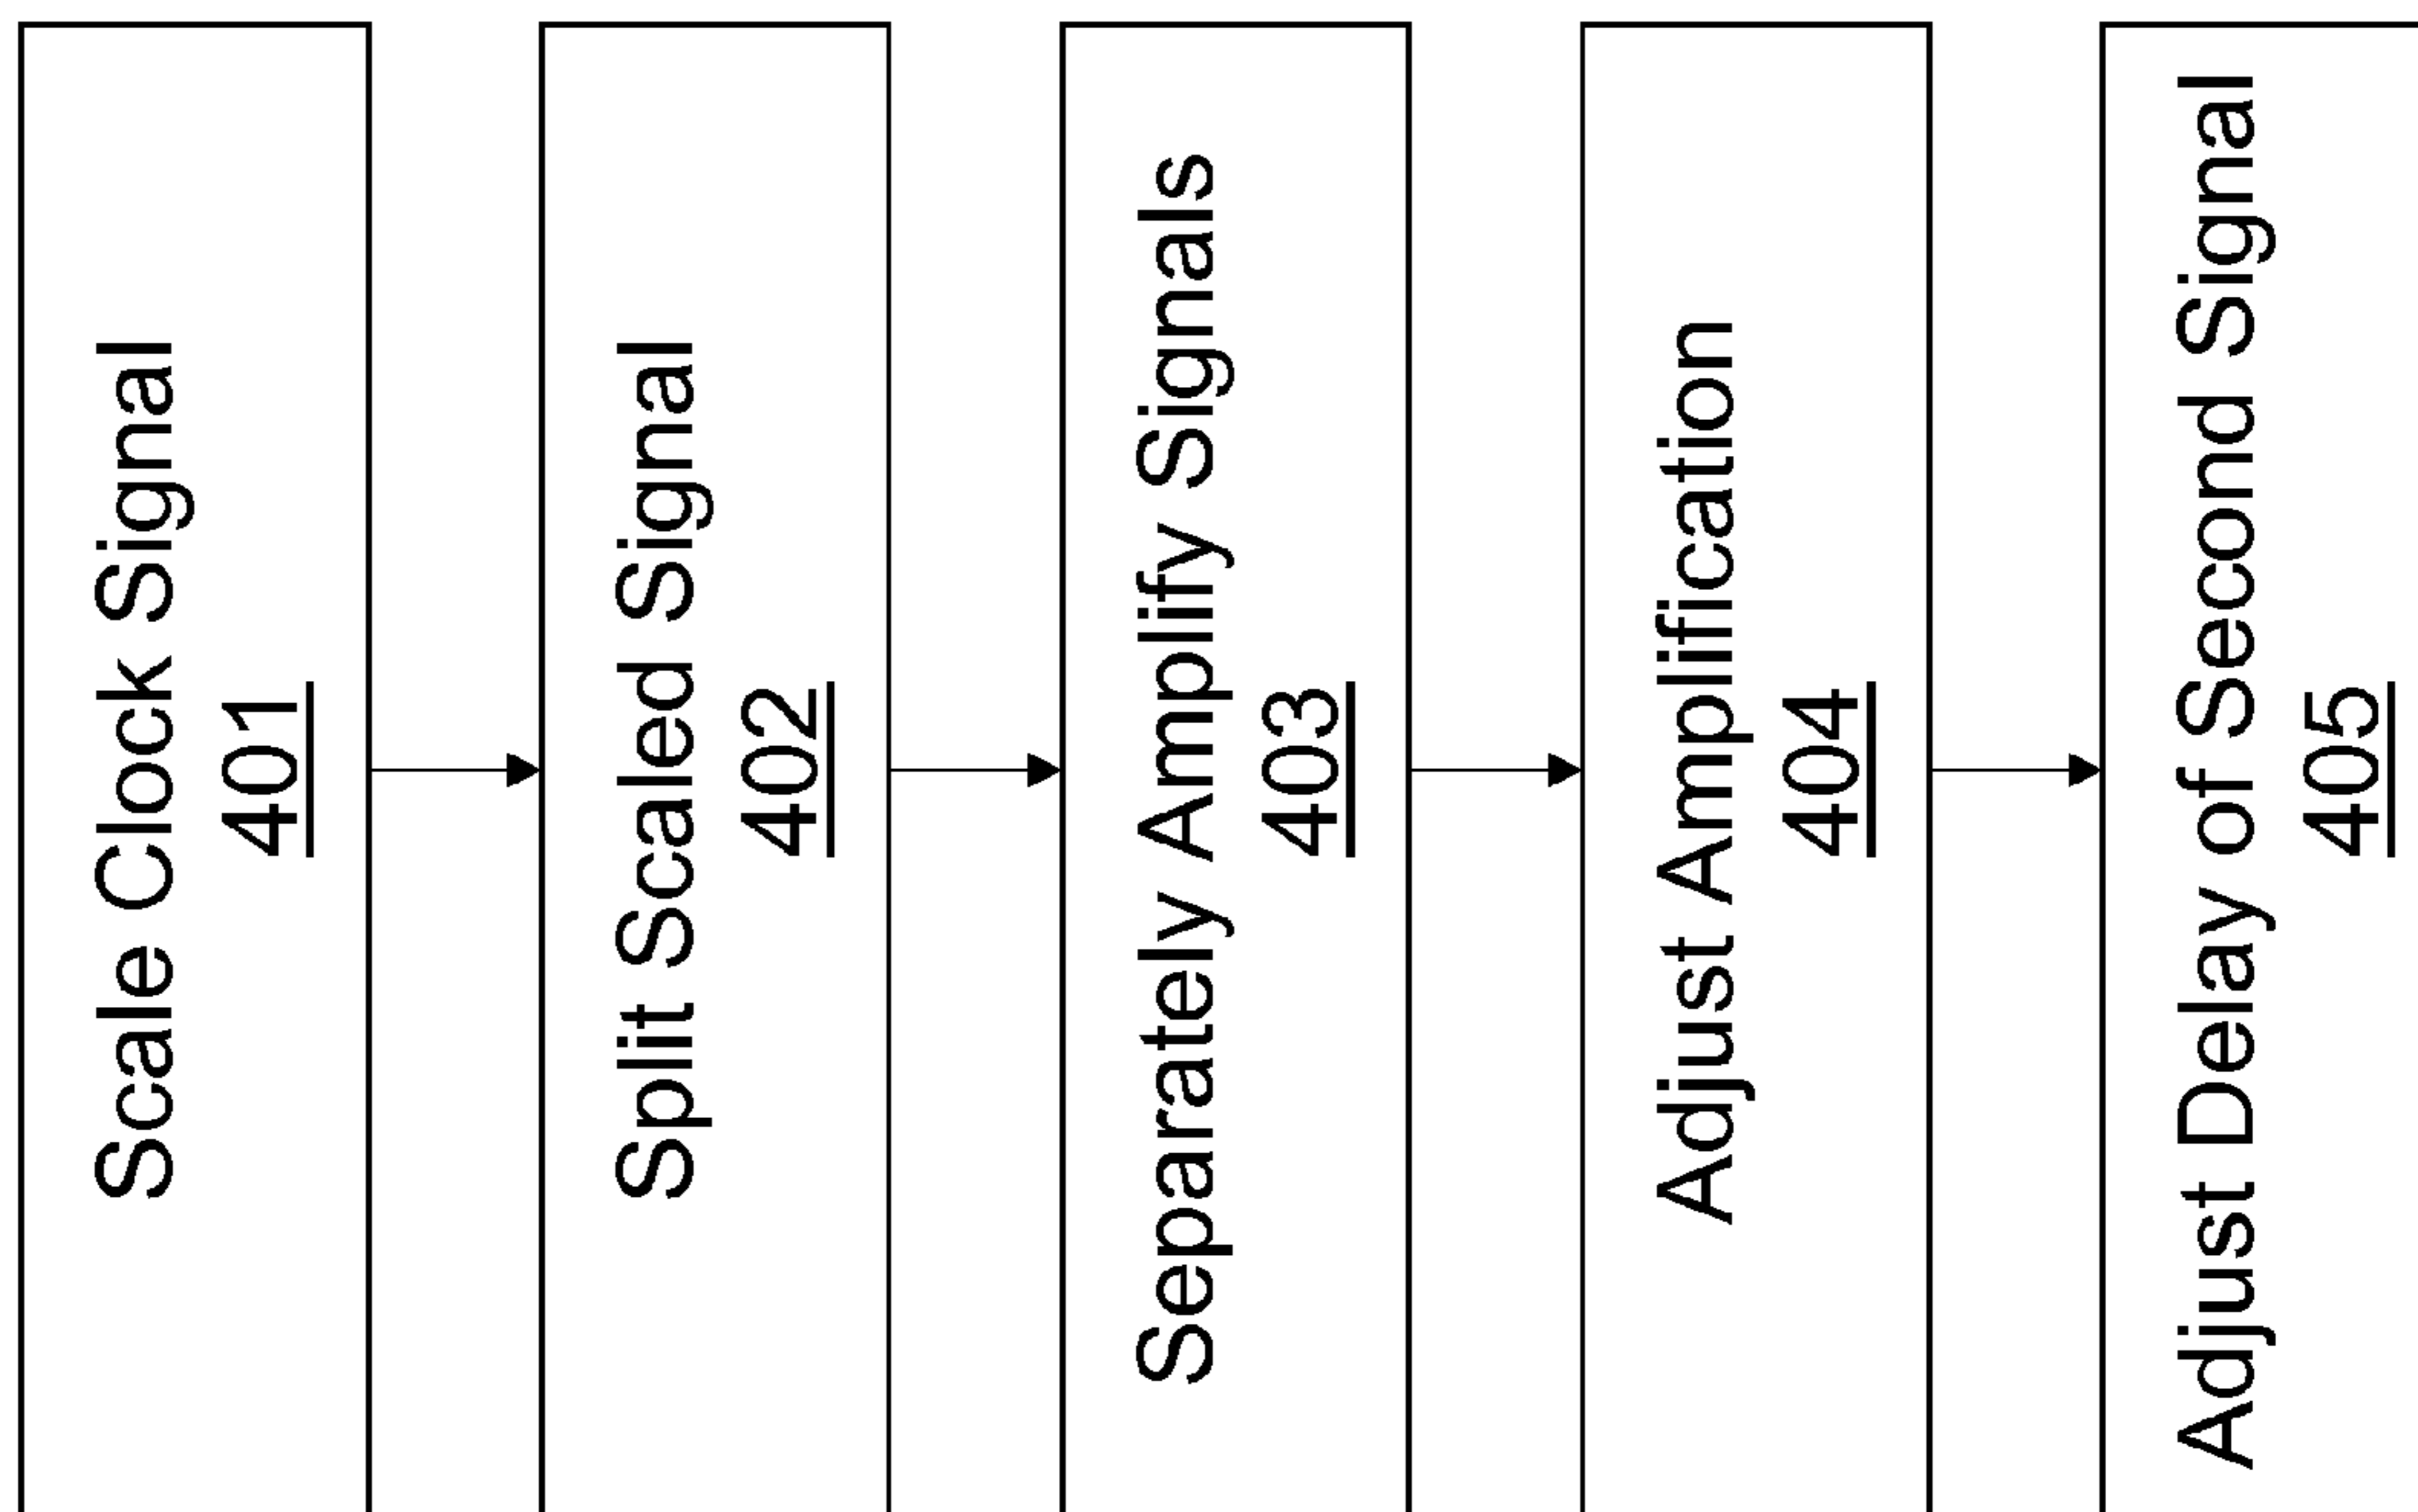 Scale Clock Signal
401
Split Scaled Signal
402
Separately Amplify Signals
403
Adjust Amplification
404
Adjust Delay of Second Signal
405